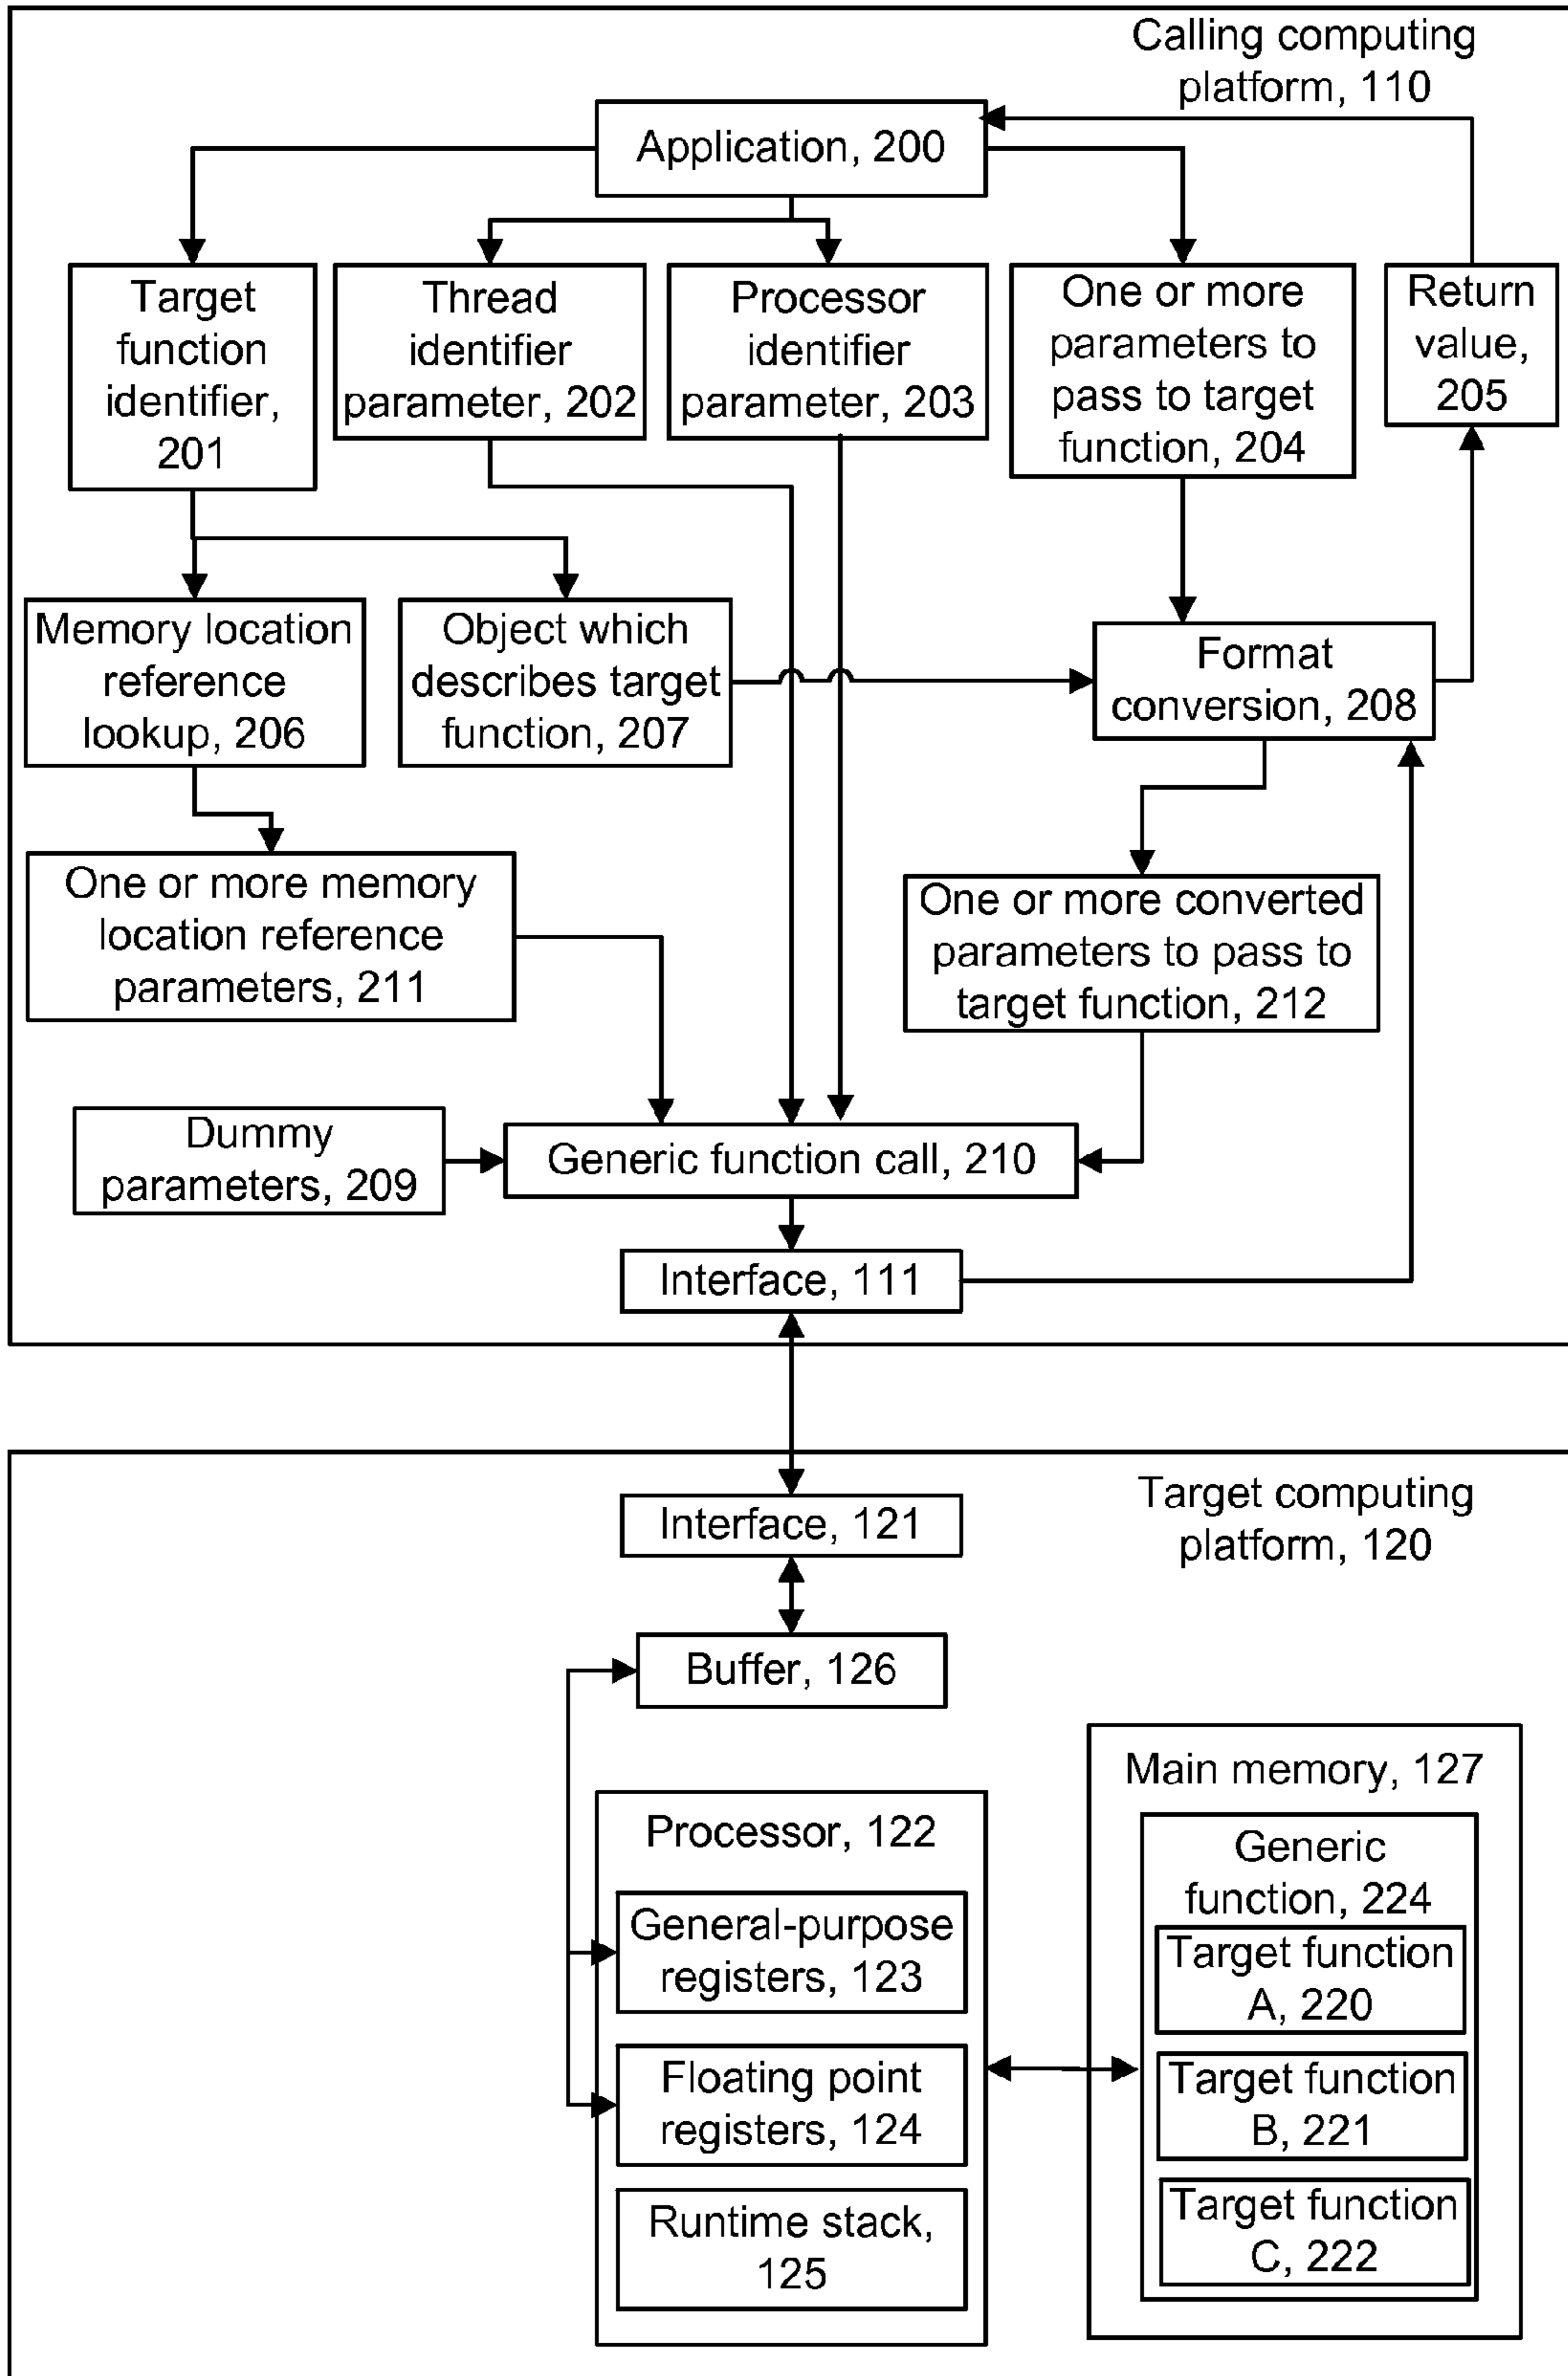 Calling computing
platform, 110
Application, 200
Target
function
identifier,
201
Thread
identifier
parameter, 202
Processor
identifier
parameter, 203
One or more
parameters to
pass to target
function, 204
Return
value,
205
Memory location
reference
lookup, 206
Object which
describes target
function, 207
Format
conversion, 208
One or more memory
location reference
parameters, 211
One or more converted
parameters to pass to
target function, 212
Dummy
parameters, 209
Generic function call, 210
Interface, 111
Target computing
platform, 120
Interface, 121
Buffer, 126
Processor, 122
General-purpose
registers, 123
Floating point
registers, 124
Runtime stack,
125
Main memory, 127
Generic
function, 224
Target function
A, 220
Target function
B, 221
Target function
C, 222